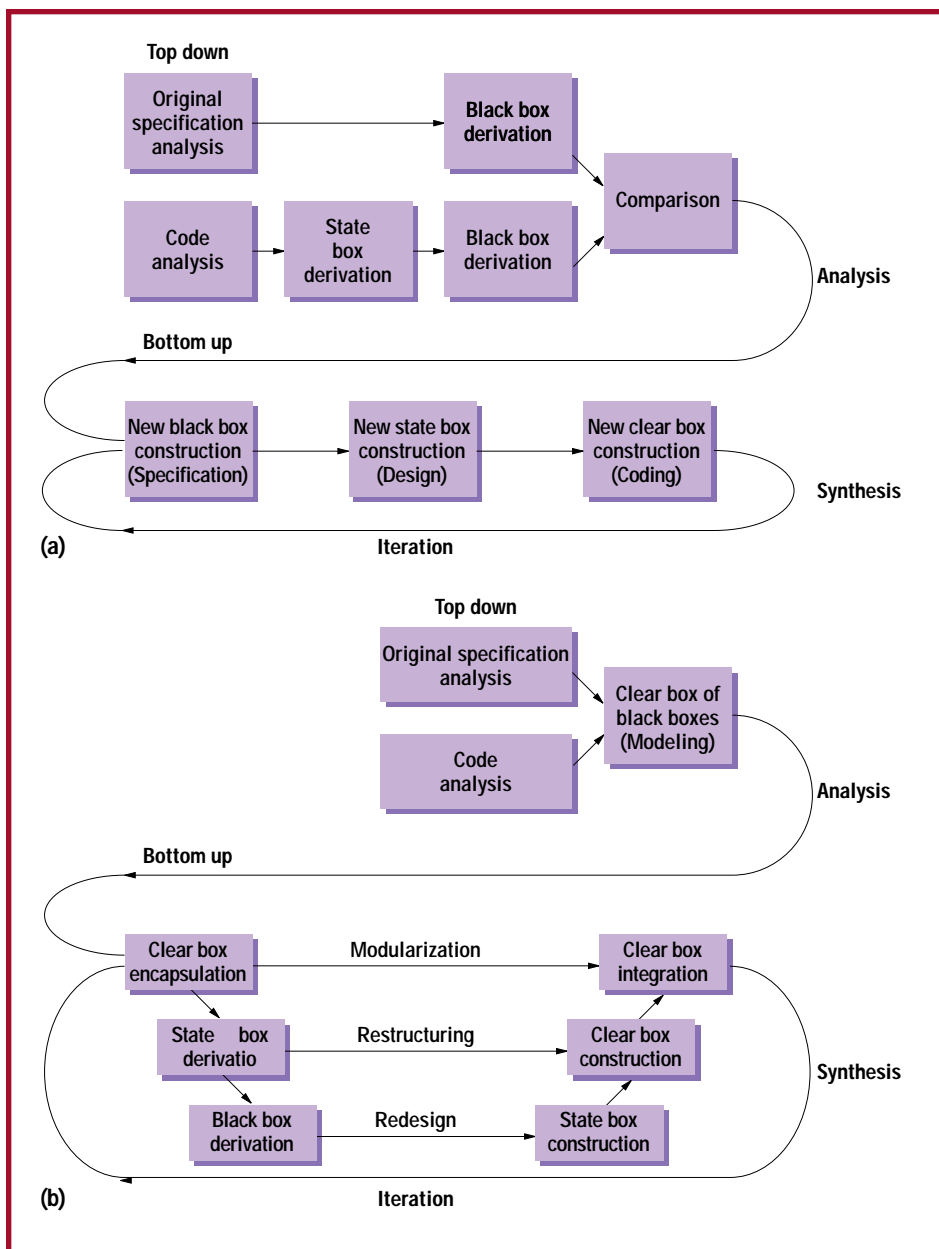 Top down
Original
specification
analysis
Black box
derivation
Comparison
Code
analysis
State
box
derivation
Black box
derivation
Analysis
Bottom up
New black box
construction
(Specification)
New state box
construction
(Design)
New clear box
construction
(Coding)
Synthesis
Iteration
(a)
Top down
Original specification
analysis
Clear box of
black boxes
(Modeling)
Code
analysis
Analysis
Bottom up
Clear box
encapsulation
Modularization
Clear box
integration
State box
derivatio
Restructuring
Clear box
construction
Synthesis
Black box
derivation
Redesign
State box
construction
Iteration
(b)